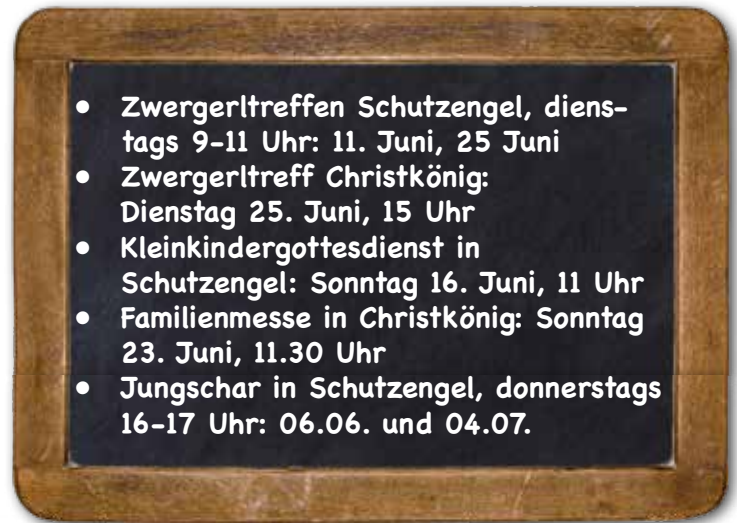 • Zwergerltreffen Schutzengel, diens-
tags 9-11 Uhr: 11. Juni, 25 Juni
• Zwergerltreff Christkönig:
Dienstag 25. Juni, 15 Uhr
• Kleinkindergottesdienst in
Schutzengel: Sonntag 16. Juni, 11 Uhr
• Familienmesse in Christkönig: Sonntag
23. Juni, 11.30 Uhr
• Jungschar in Schutzengel, donnerstags
16-17 Uhr: 06.06. und 04.07.